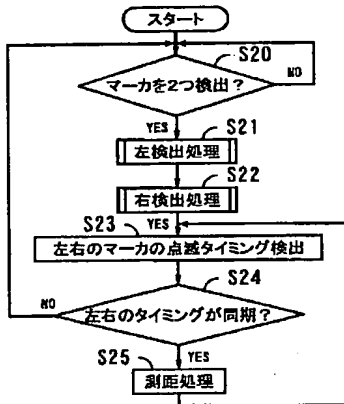 スタート
S20
マーカを2つ検出?
NO
YES
S21
左検出処理
S22
右検出処理
S23
YES
左右のマーカの点滅タイミング検出
S24
NO
左右のタイミングが同期?
S25
YES
測距処理